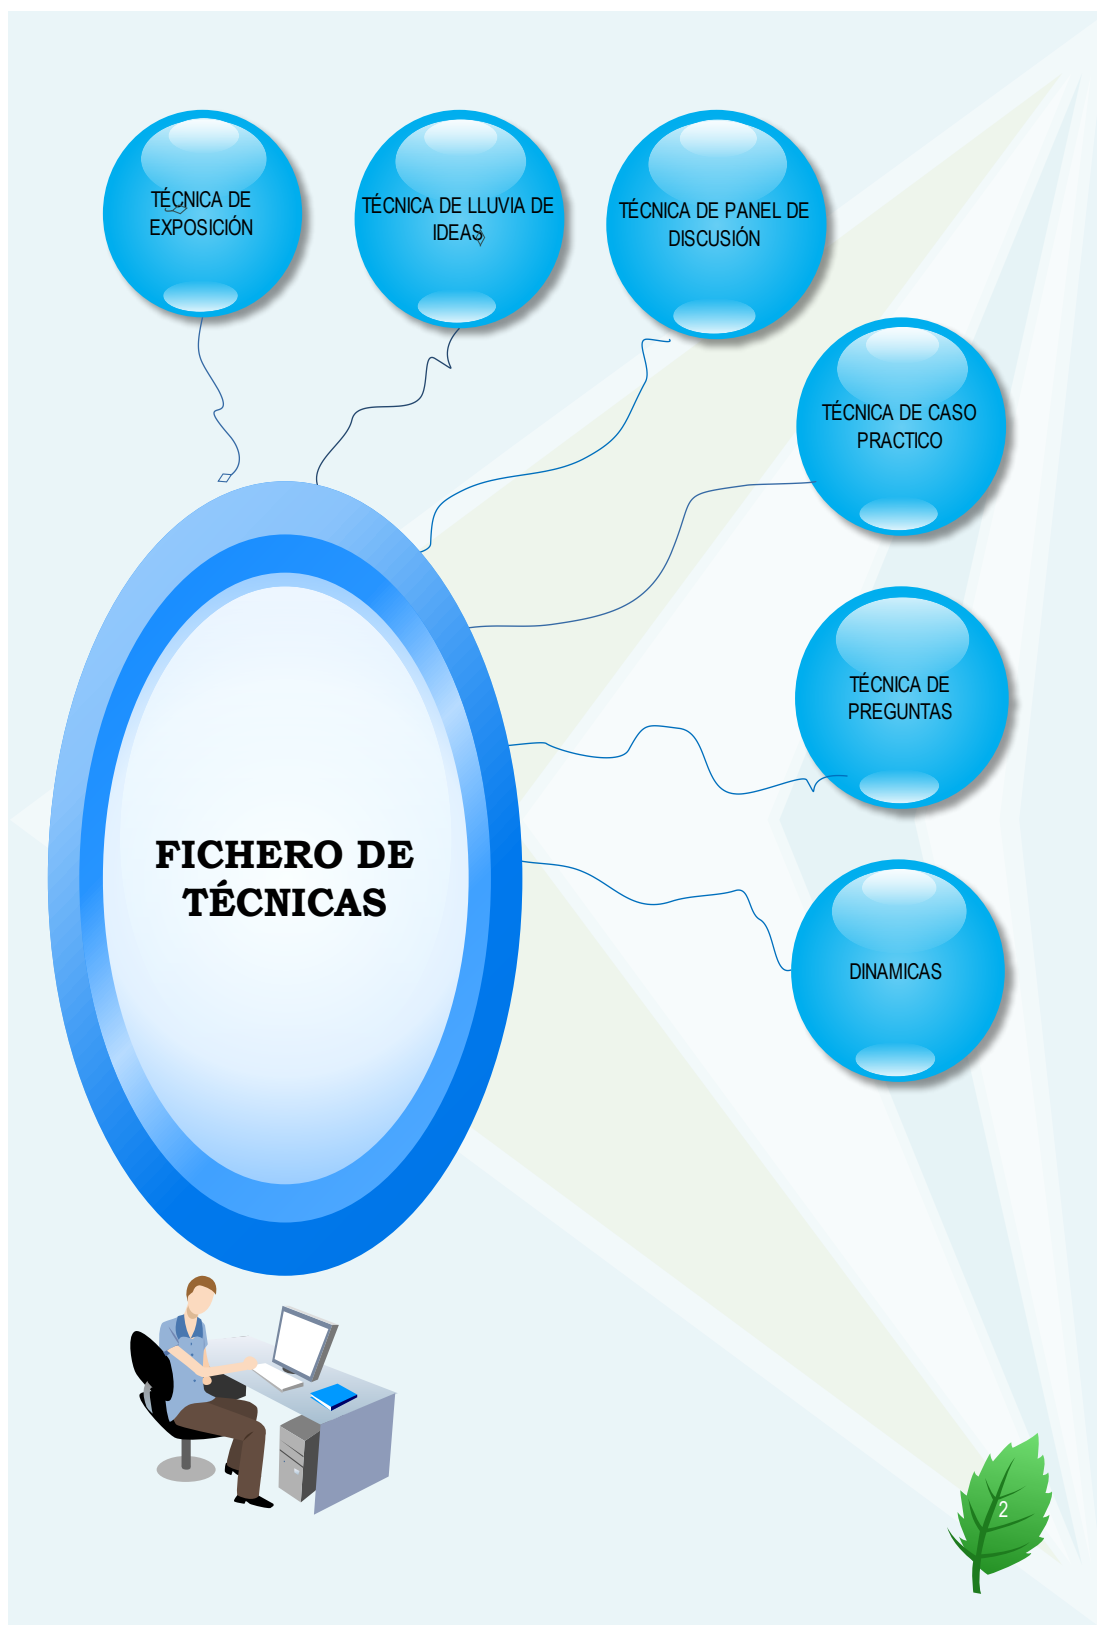 TÉCNICA DE
EXPOSICIÓN
TÉCNICA DE LLUVIA DE
IDEAS
TÉCNICA DE PANEL DE
DISCUSIÓN
TÉCNICA DE CASO
PRACTICO
TÉCNICA DE
PREGUNTAS
FICHERO DE
TÉCNICAS
DINAMICAS
2